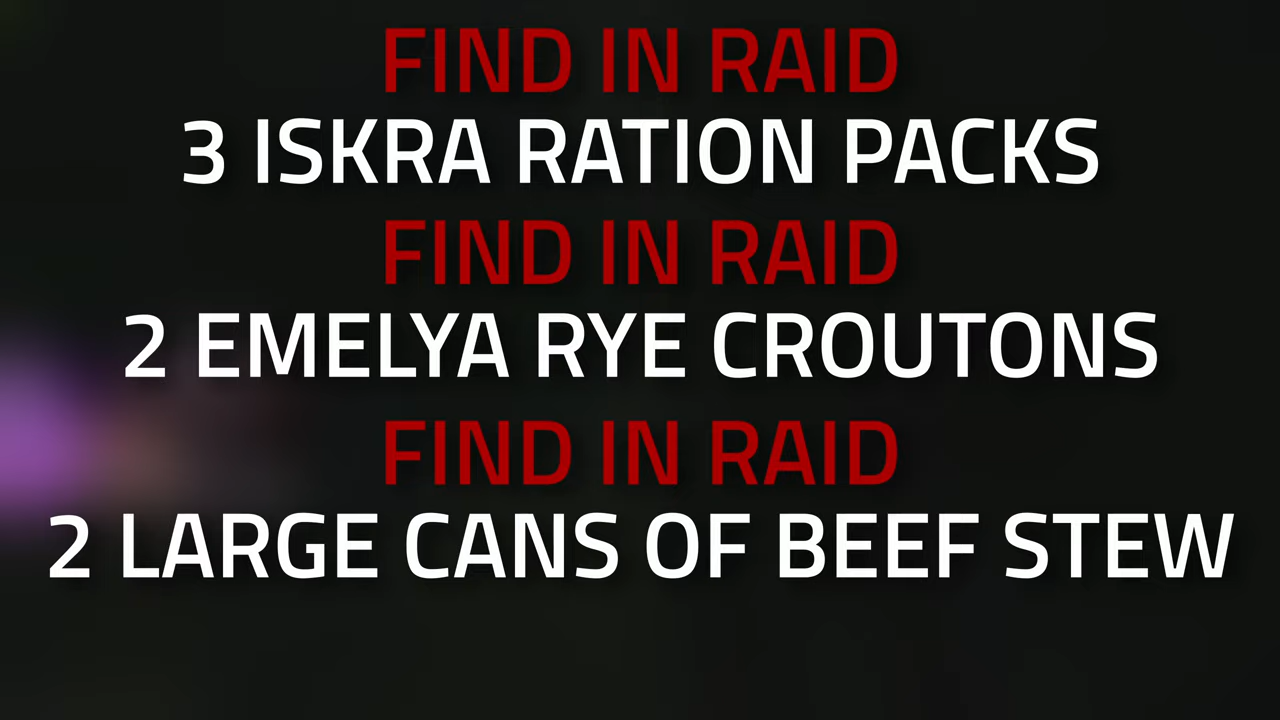 FIND IN RAID
3 ISKRA RATION PACKS
FIND IN RAID
2 EMELYA RYE CROUTONS
FIND IN RAID
2 LARGE CANS OF BEEF STEW